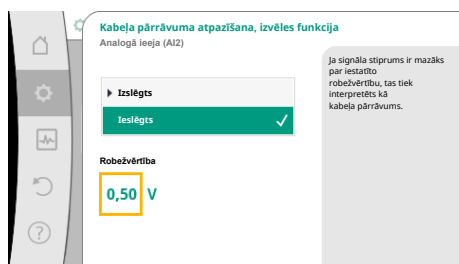 Kabeļa pārrāvuma atpazīšana, izvēles funkcija
Analogā ieeja (AI2)
Izslēgts
Ieslēgts
Robežvērtība
0,50 V
Ja signāla stiprums ir mazāks
par iestatīto
robežvērtību, tas tiek
interpretēts kā
kabeļa pārrāvums.